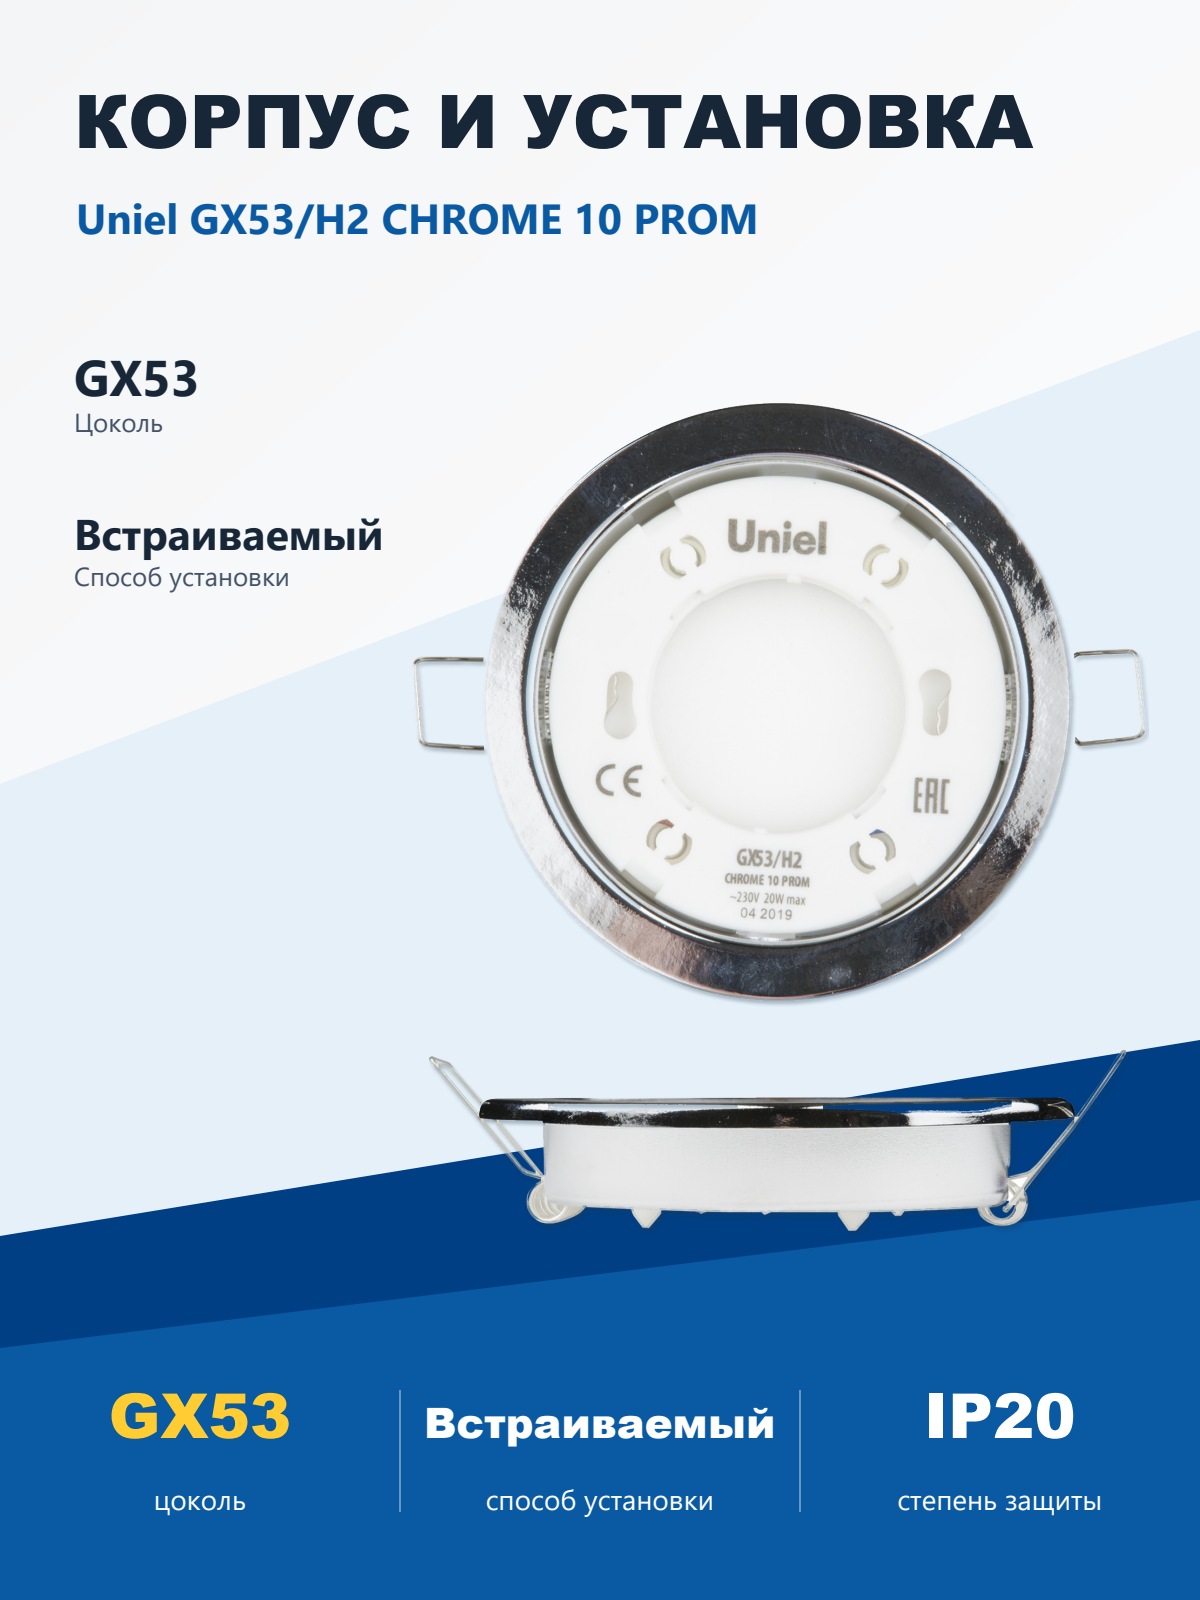 КОРПУС И УСТАНОВКА
Uniel GX53/H2 CHROME 10 PROM
GX53
Цоколь
Встраиваемый
Способ установки
Uniel
CE
EAC
GX53/H2
CHROME 10 PROM
~230V 20W max
04 2019
GX53
цоколь
Встраиваемый
способ установки
IP20
степень защиты